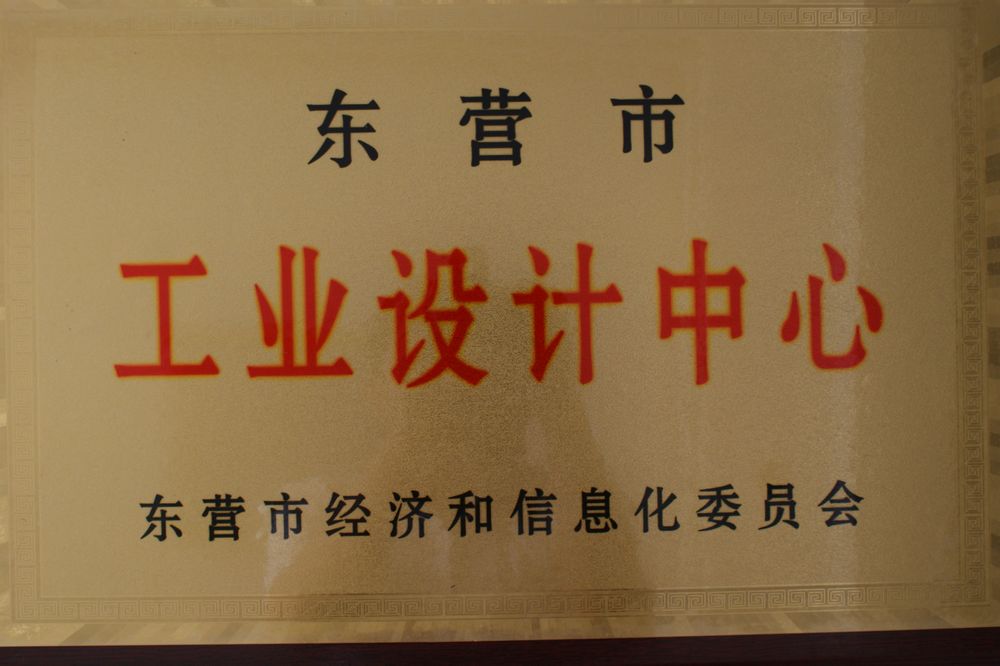 东营市
工业设计中心
东营市经济和信息化委员会